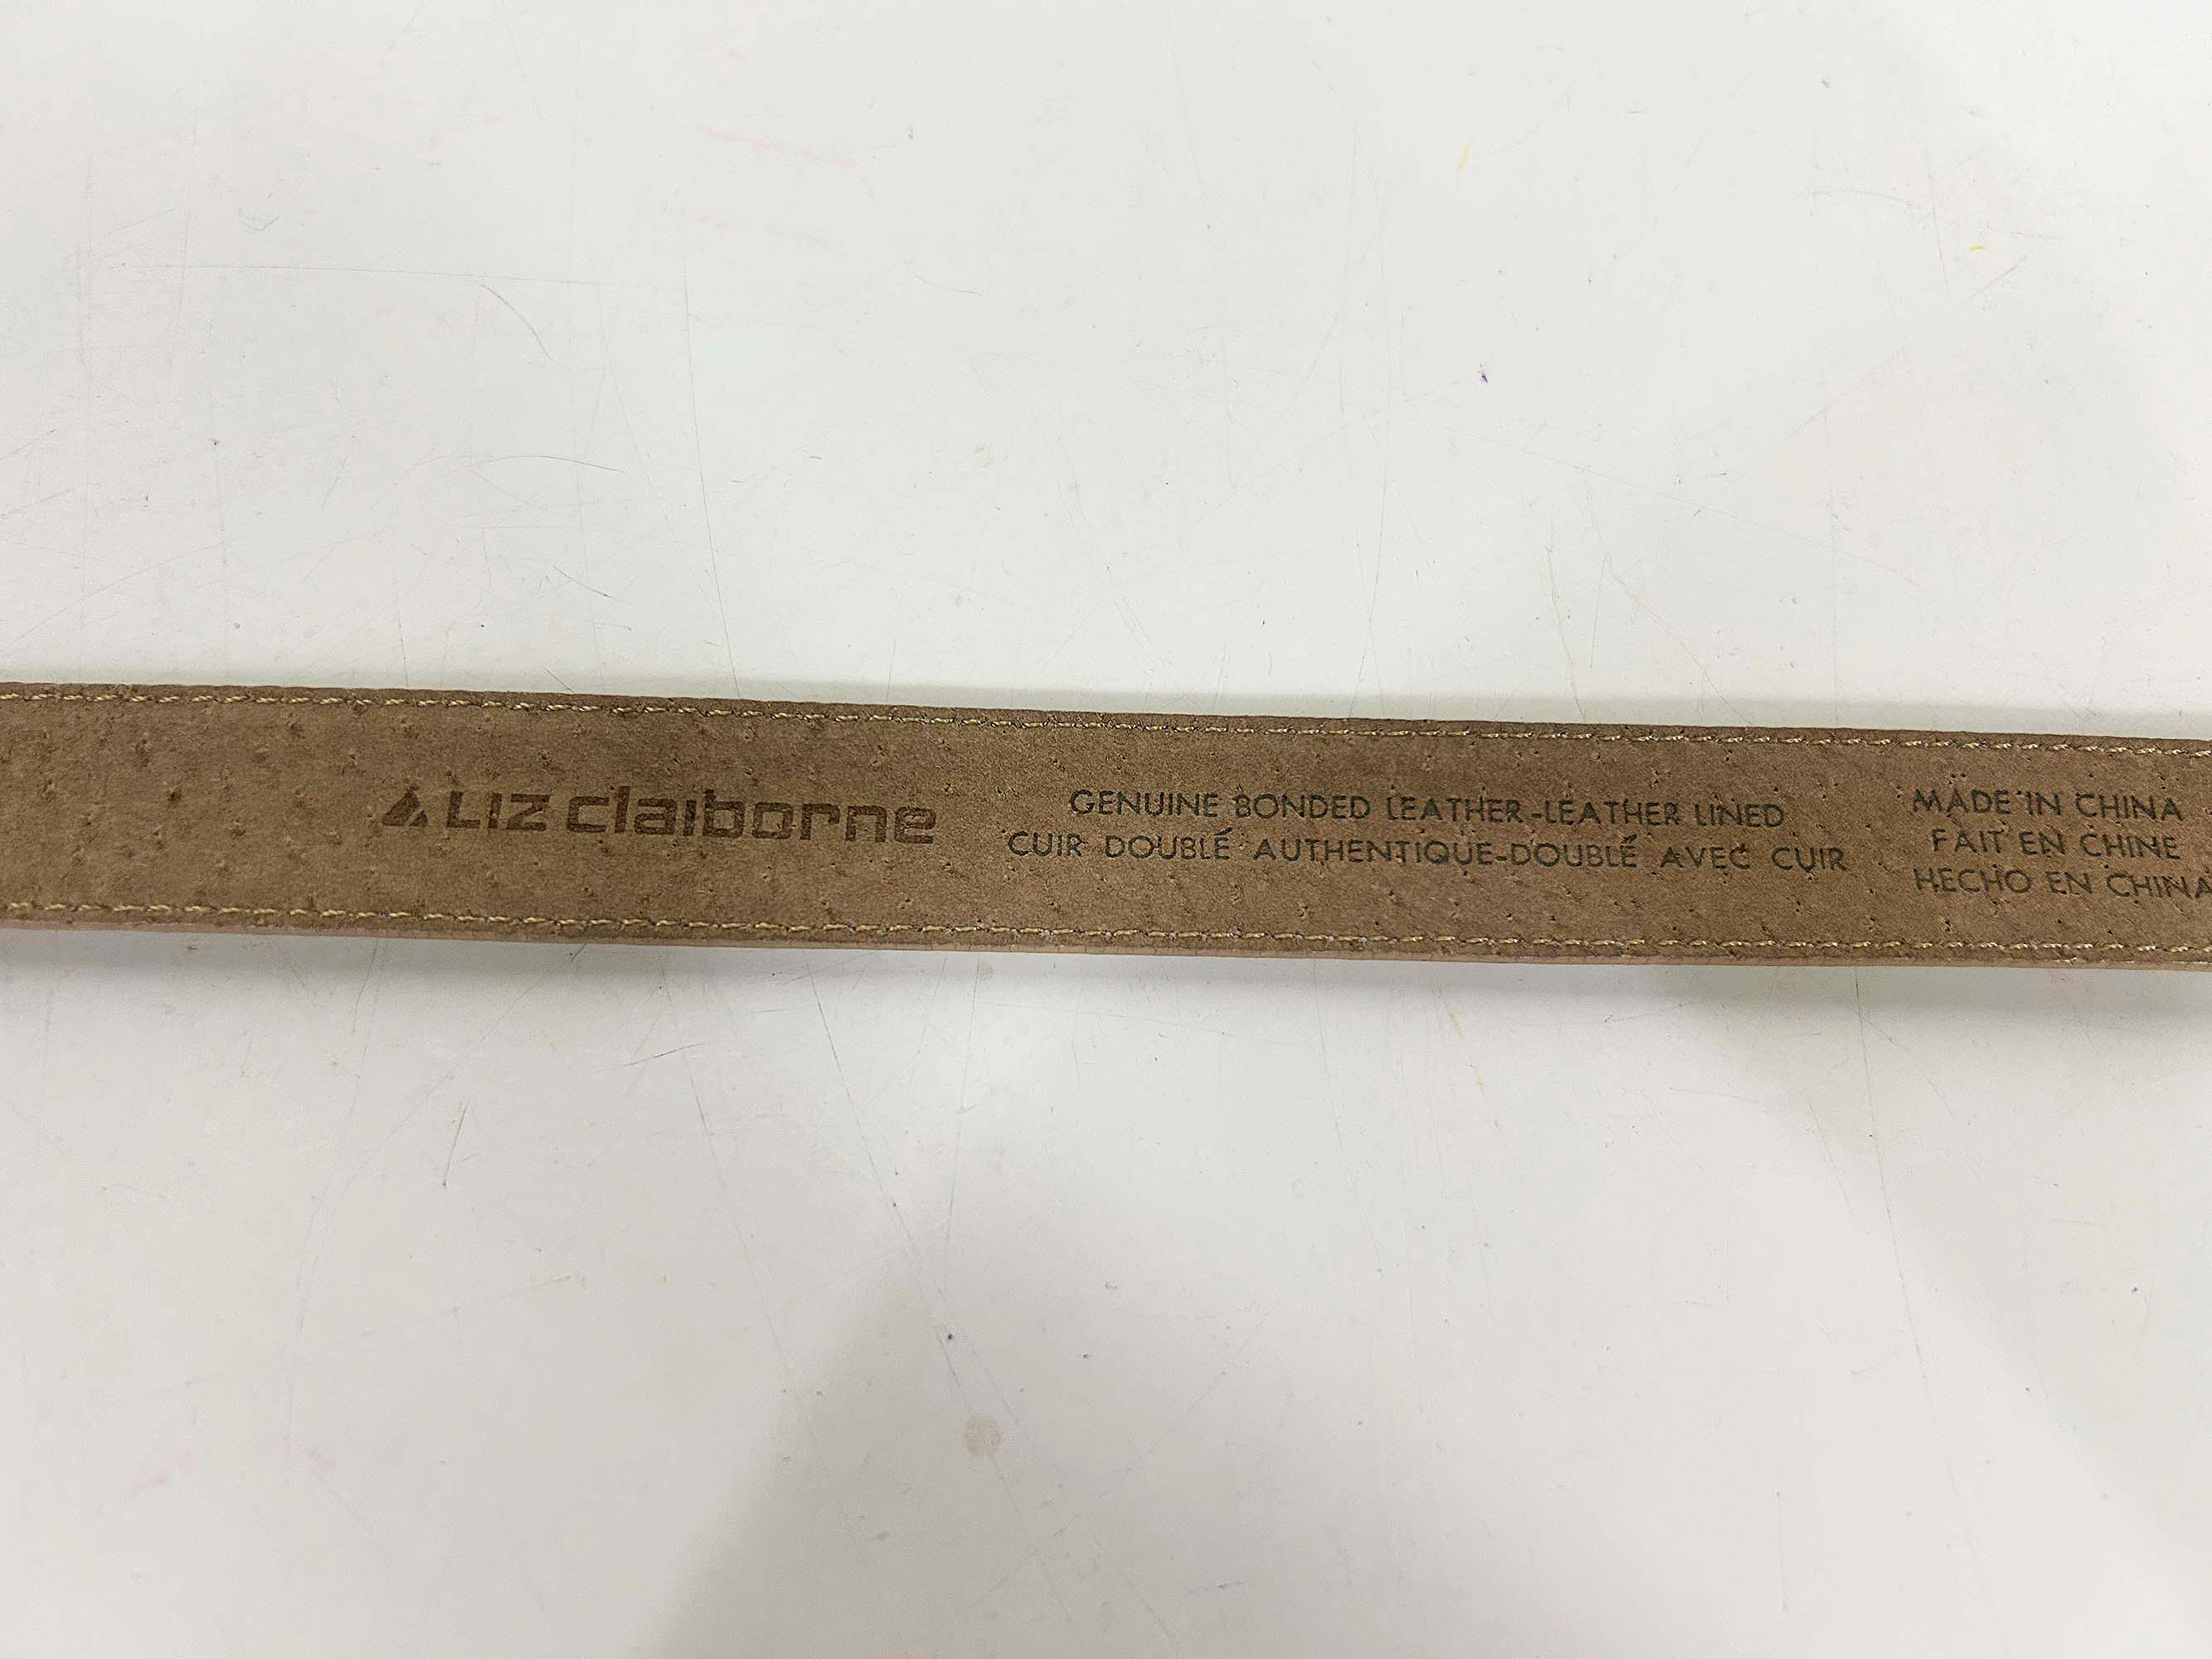 LIZ claiborne
GENUINE BONDED LEATHER-LEATHER LINED
CUIR DOUBLÉ AUTHENTIQUE-DOUBLÉ AVEC CUIR
MADE IN CHINA
FAIT EN CHINE
HECHO EN CHINA